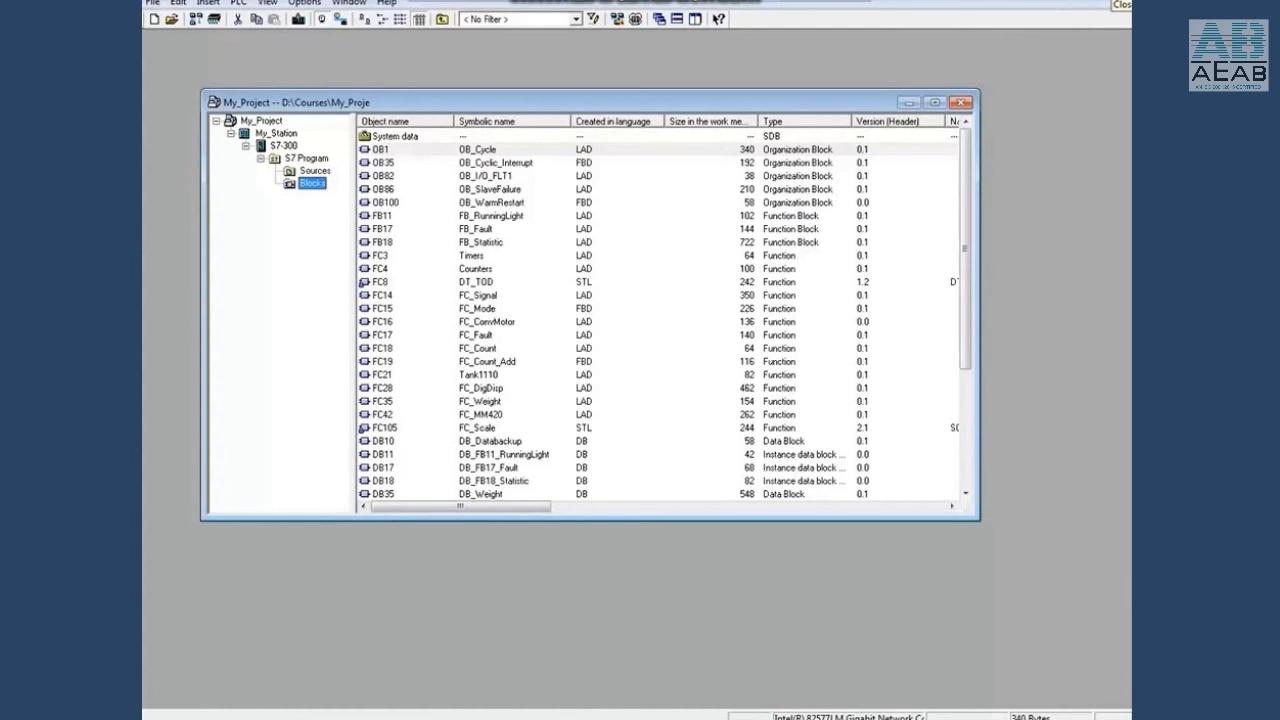 File Edit Insert PLC View Options Window Help
Clos
< No Filter >
AEAB
My_Project -- D:\Courses\My_Proje
My_Project
My_Station
S7-300
S7 Program
Sources
Blocks
Object name Symbolic name Created in language Size in the work me... Type Version (Header) Na
System data --- --- --- SDB --- ---
OB1 OB_Cycle LAD 340 Organization Block 0.1
OB35 OB_Cyclic_Interrupt FBD 192 Organization Block 0.1
OB82 OB_I/O_FLT1 LAD 38 Organization Block 0.1
OB86 OB_SlaveFailure LAD 210 Organization Block 0.1
OB100 OB_WarmRestart FBD 58 Organization Block 0.0
FB11 FB_RunningLight LAD 102 Function Block 0.1
FB17 FB_Fault LAD 144 Function Block 0.1
FB18 FB_Statistic LAD 722 Function Block 0.1
FC3 Timers LAD 64 Function 0.1
FC4 Counters LAD 100 Function 0.1
FC8 DT_TOD STL 242 Function 1.2 DT
FC14 FC_Signal LAD 350 Function 0.1
FC15 FC_Mode FBD 226 Function 0.1
FC16 FC_ConvMotor LAD 136 Function 0.0
FC17 FC_Fault LAD 140 Function 0.1
FC18 FC_Count LAD 64 Function 0.1
FC19 FC_Count_Add FBD 116 Function 0.1
FC21 Tank1110 LAD 82 Function 0.1
FC28 FC_DigDisp LAD 462 Function 0.1
FC35 FC_Weight LAD 154 Function 0.1
FC42 FC_MM420 LAD 262 Function 0.1
FC105 FC_Scale STL 244 Function 2.1 SC
DB10 DB_Databackup DB 58 Data Block 0.1
DB11 DB_FB11_RunningLight DB 42 Instance data block ... 0.0
DB17 DB_FB17_Fault DB 68 Instance data block ... 0.0
DB18 DB_FB18_Statistic DB 82 Instance data block ... 0.0
DB35 DB_Weight DB 548 Data Block 0.1
Intel(R) 82577LM Gigabit Network C 340 Bytes